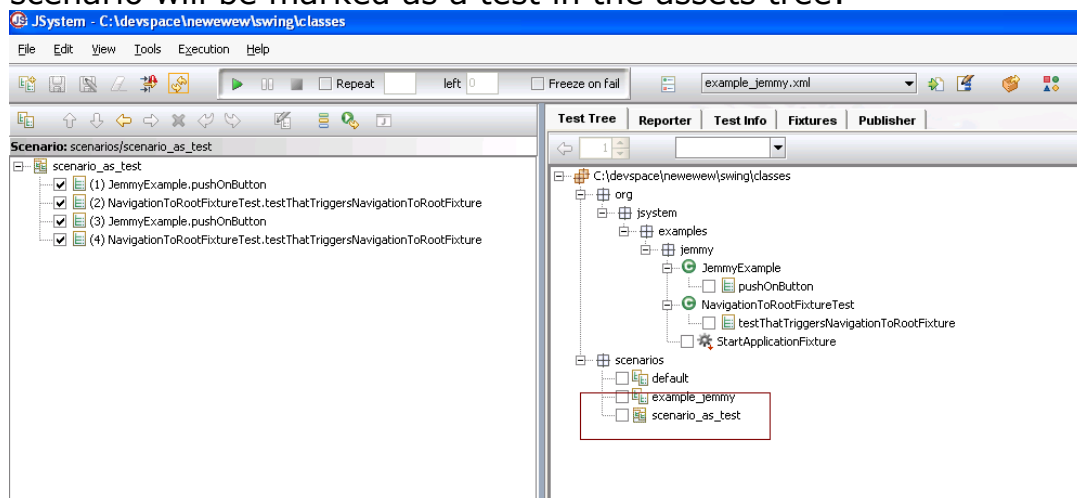 scenario will be marked as a test in the assets tree.
JSystem - C:\devspace\newewew\swing\classes
File Edit View Tools Execution Help
Repeat left 0 Freeze on fail example_jemmy.xml
Test Tree Reporter Test Info Fixtures Publisher
Scenario: scenarios/scenario_as_test
1
scenario_as_test
(1) JemmyExample.pushOnButton
(2) NavigationToRootFixtureTest.testThatTriggersNavigationToRootFixture
(3) JemmyExample.pushOnButton
(4) NavigationToRootFixtureTest.testThatTriggersNavigationToRootFixture
C:\devspace\newewew\swing\classes
org
jsystem
examples
jemmy
JemmyExample
pushOnButton
NavigationToRootFixtureTest
testThatTriggersNavigationToRootFixture
StartApplicationFixture
scenarios
default
example_jemmy
scenario_as_test